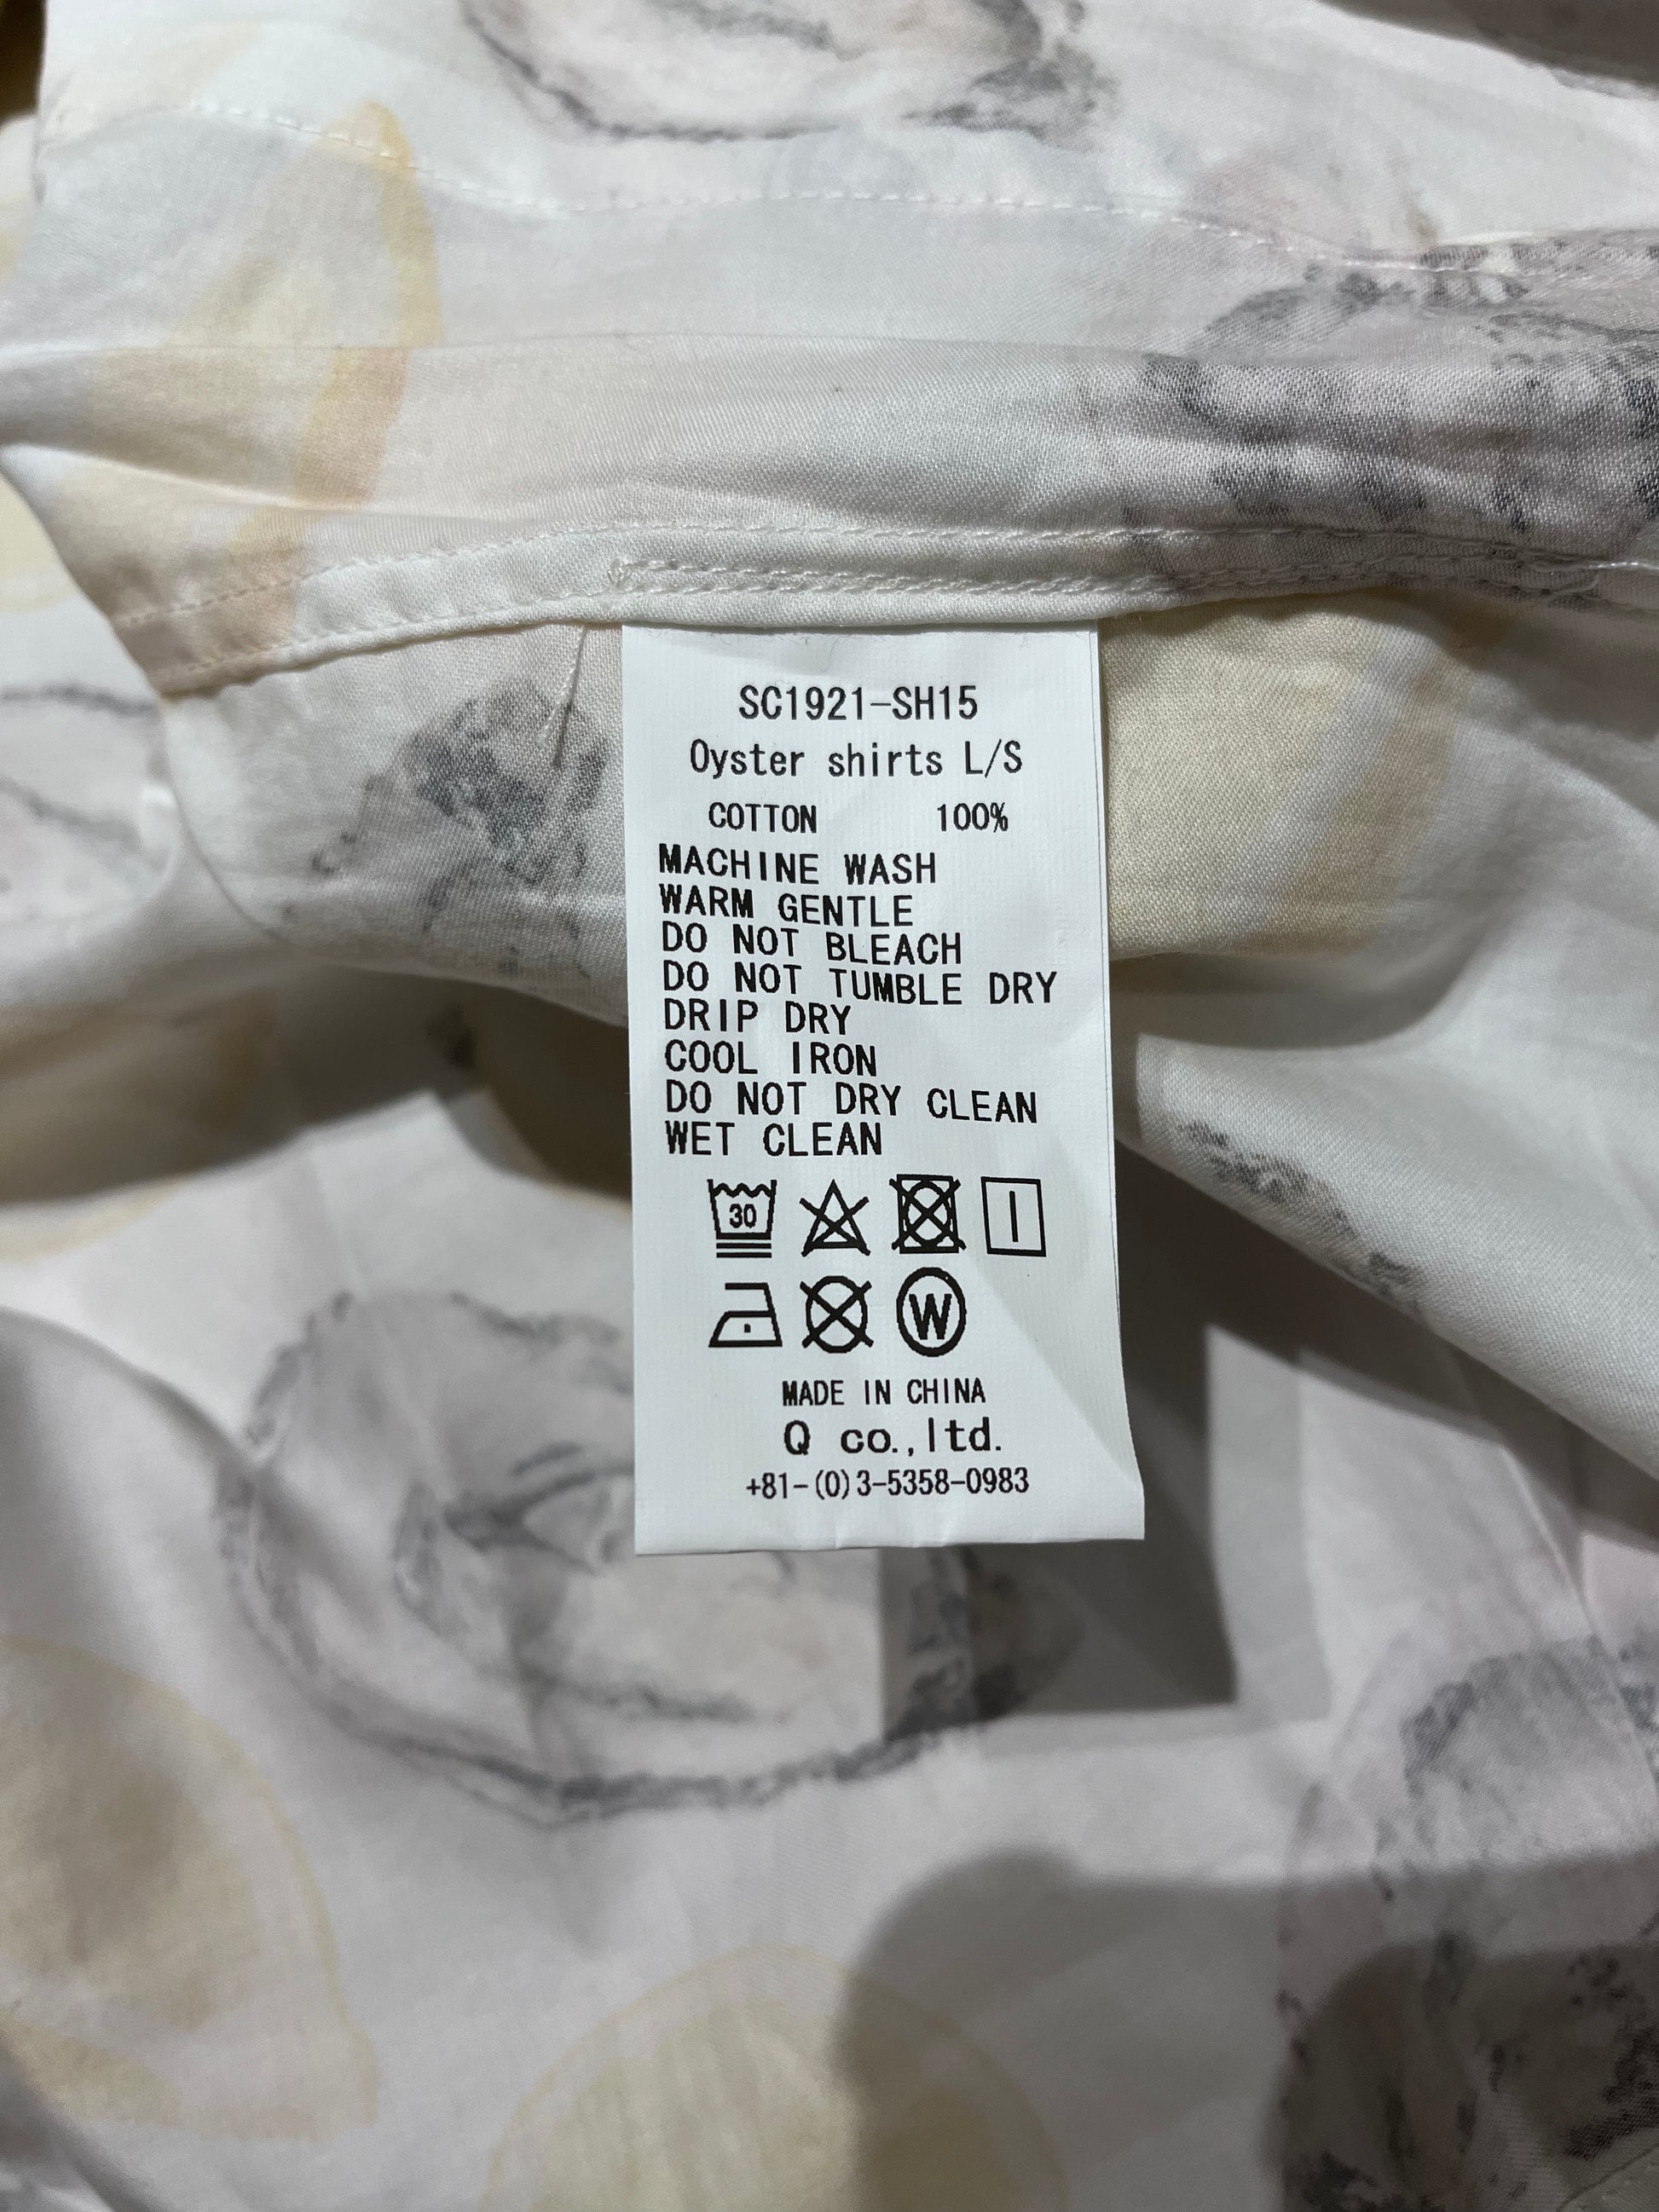 SC1921-SH15
Oyster shirts L/S
COTTON 100%
MACHINE WASH
WARM GENTLE
DO NOT BLEACH
DO NOT TUMBLE DRY
DRIP DRY
COOL IRON
DO NOT DRY CLEAN
WET CLEAN
30
W
MADE IN CHINA
Q co.,ltd.
+81-(0)3-5358-0983